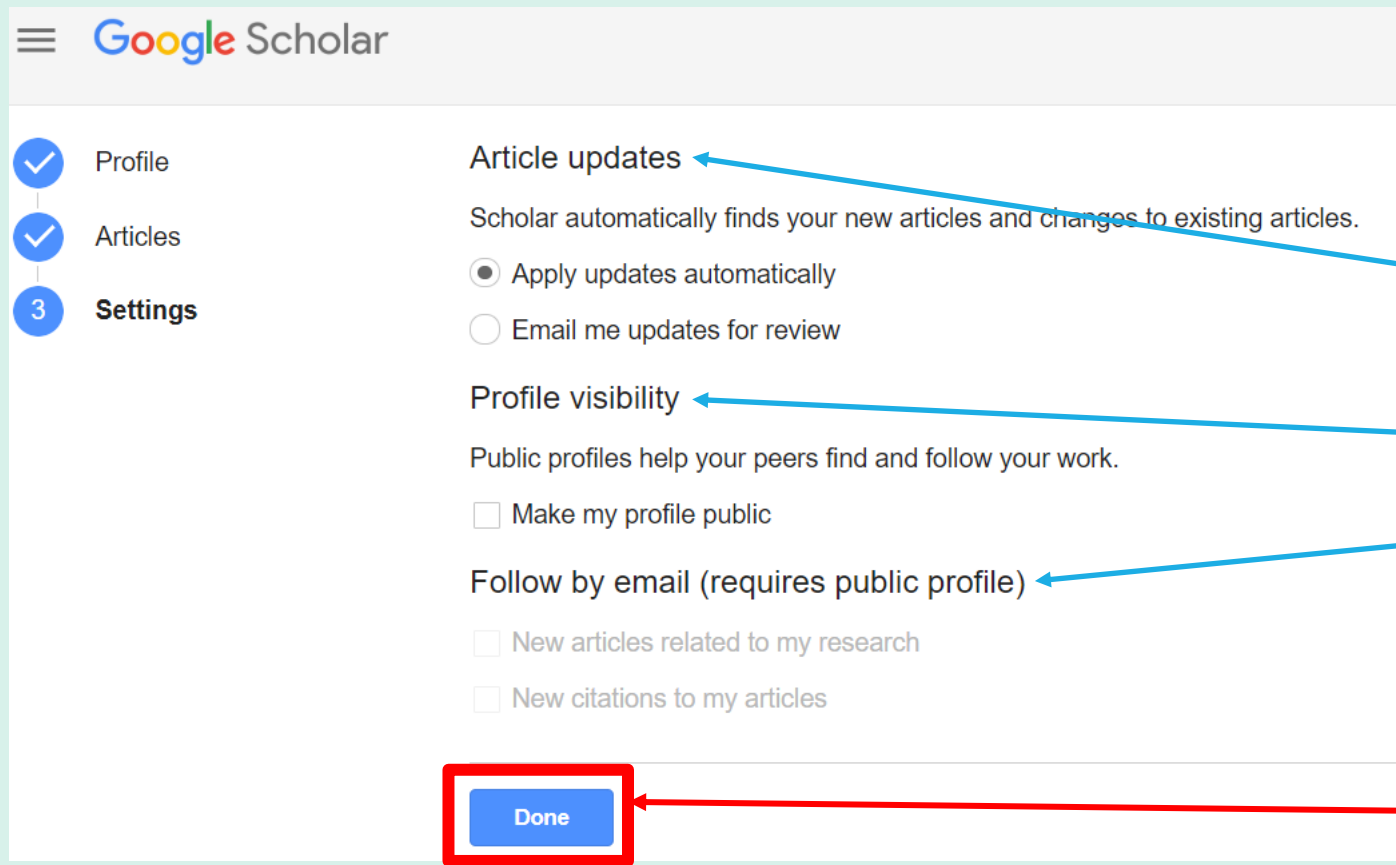 Google Scholar
Profile
Articles
3 Settings
Article updates
Scholar automatically finds your new articles and changes to existing articles.
Apply updates automatically
Email me updates for review
Profile visibility
Public profiles help your peers find and follow your work.
Make my profile public
Follow by email (requires public profile)
New articles related to my research
New citations to my articles
Done